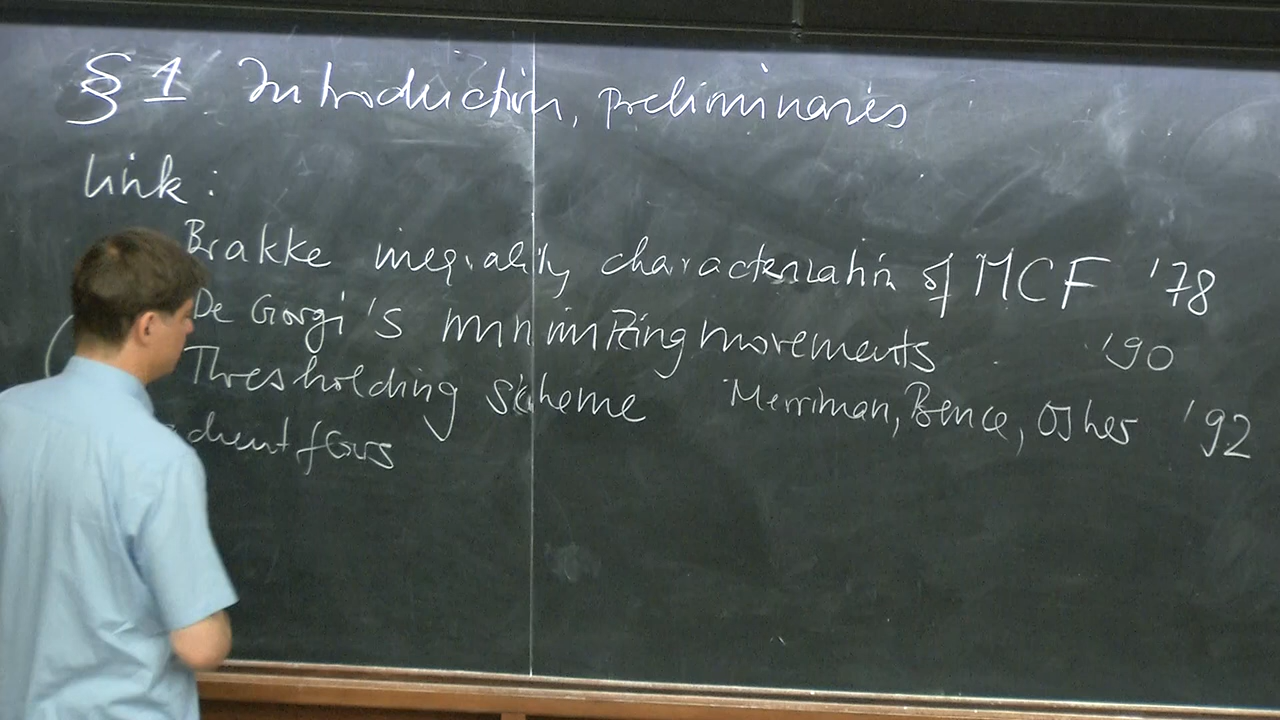 § 1 Introduction, preliminaries
Link:
Brakke inequality characterization of MCF '78
De Giorgi's minimizing movements '90
Thresholding scheme Merriman, Bence, Osher '92
dient flows